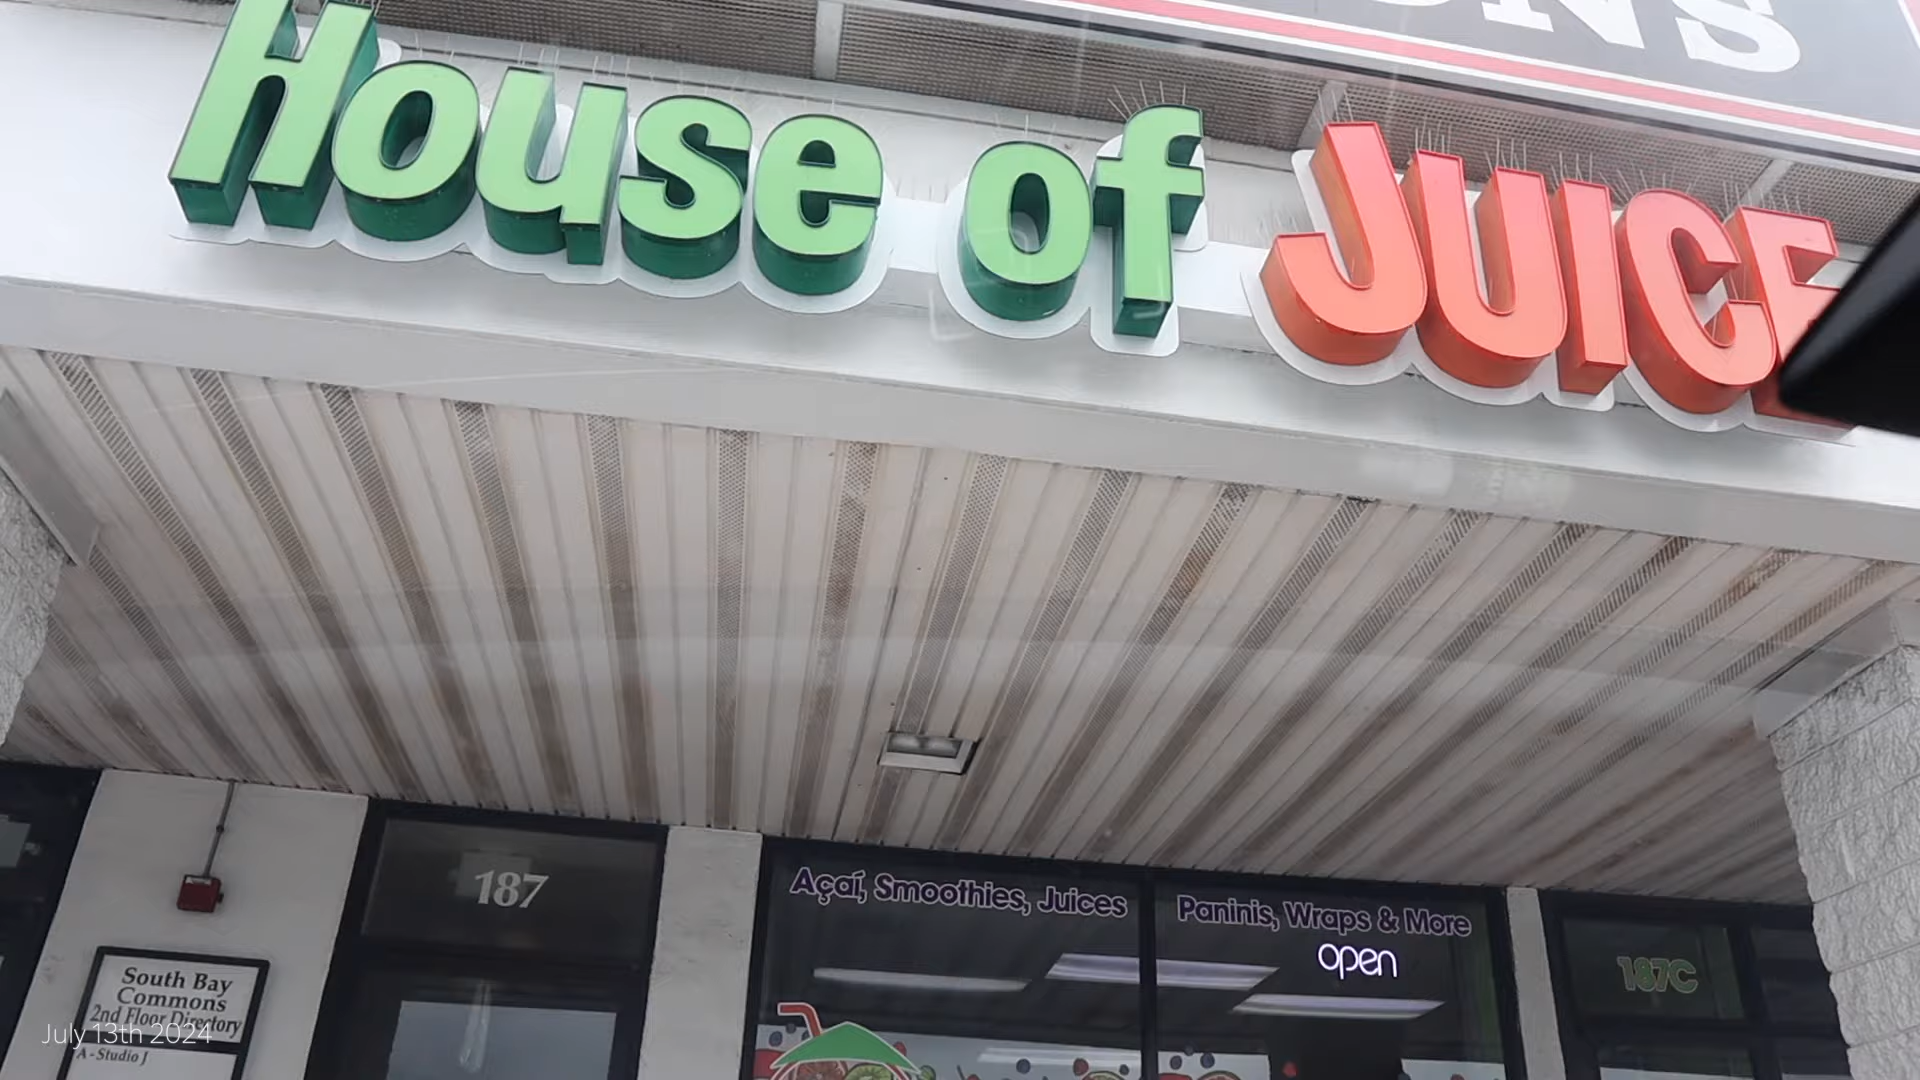 House of JUICE
187
Açaí, Smoothies, Juices
Paninis, Wraps & More
open
187C
South Bay
Commons
2nd Floor Directory
A - Studio J
July 13th 2024